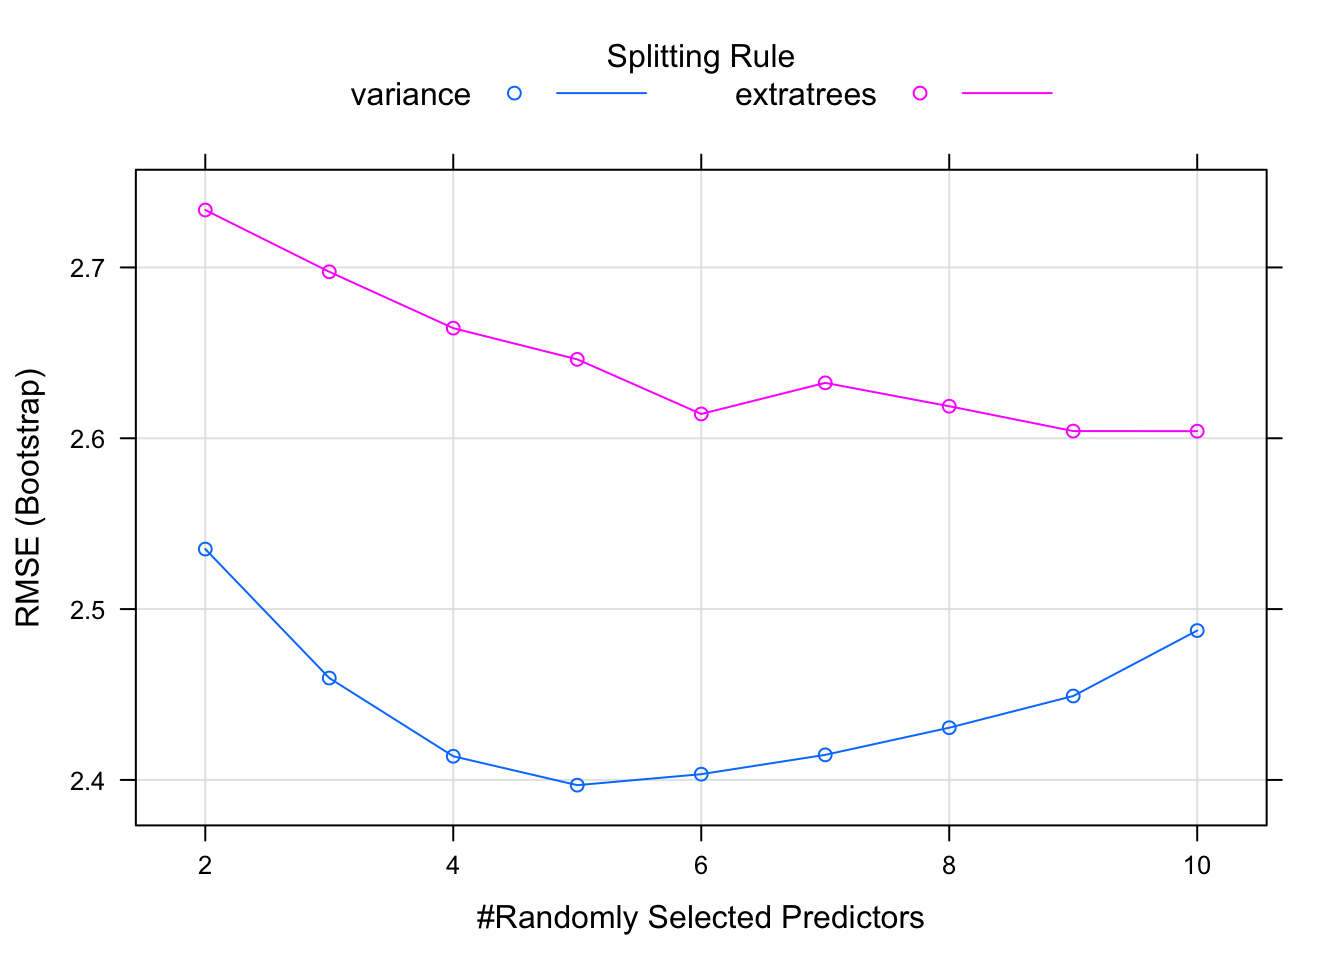 Splitting Rule
variance extratrees
2.7
2.6
2.5
2.4
RMSE (Bootstrap)
2 4 6 8 10
#Randomly Selected Predictors